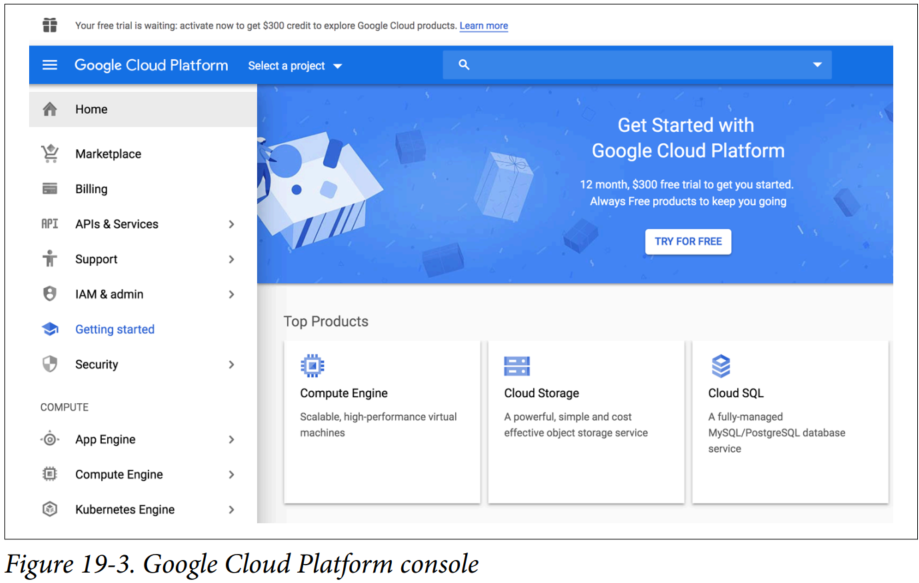 Your free trial is waiting: activate now to get $300 credit to explore Google Cloud products. Learn more
Google Cloud Platform Select a project
Home
Marketplace
Billing
API APIs & Services
Support
IAM & admin
Getting started
Security
COMPUTE
App Engine
Compute Engine
Kubernetes Engine
Get Started with
Google Cloud Platform
12 month, $300 free trial to get you started.
Always Free products to keep you going
TRY FOR FREE
Top Products
Compute Engine
Scalable, high-performance virtual
machines
Cloud Storage
A powerful, simple and cost
effective object storage service
Cloud SQL
A fully-managed
MySQL/PostgreSQL database
service
Figure 19-3. Google Cloud Platform console